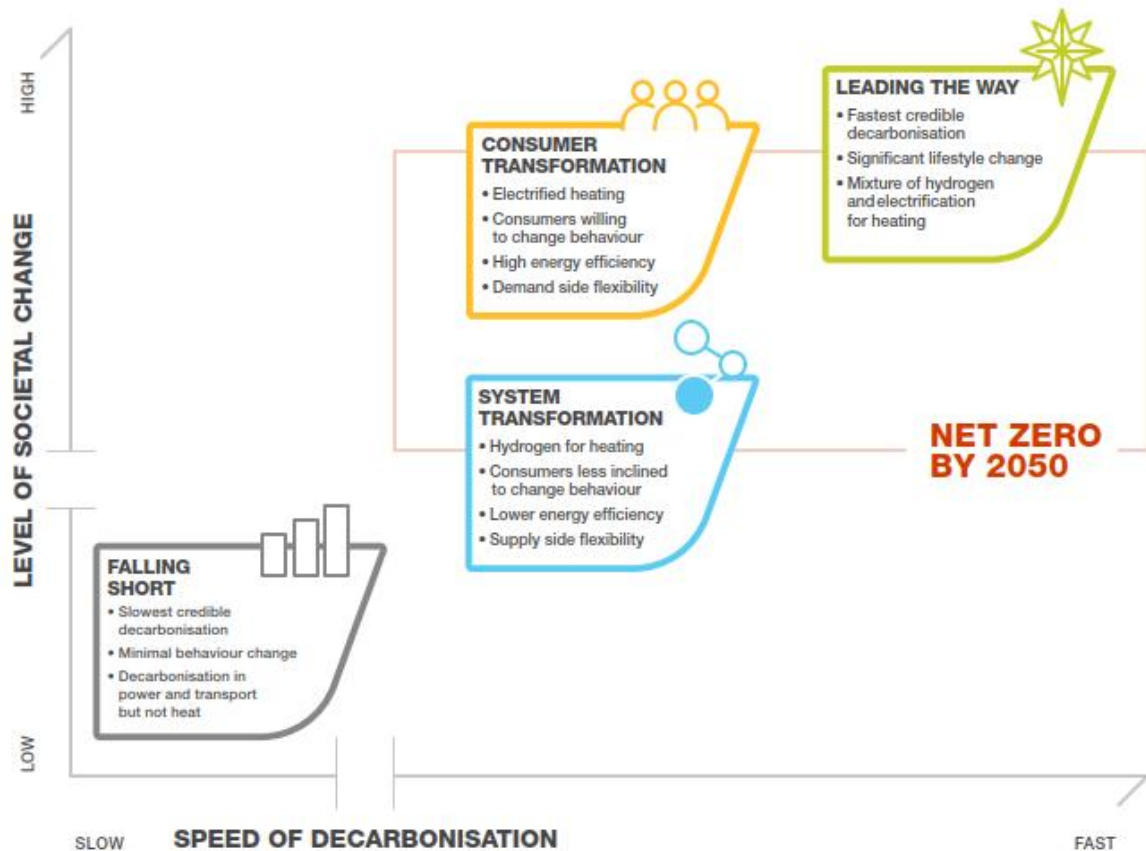 HIGH
LEVEL OF SOCIETAL CHANGE
LOW
LEADING THE WAY
• Fastest credible
decarbonisation
• Significant lifestyle change
• Mixture of hydrogen
andelectrification
for heating
CONSUMER
TRANSFORMATION
• Electrified heating
• Consumers willing
to change behaviour
• High energy efficiency
• Demand side flexibility
SYSTEM
TRANSFORMATION
• Hydrogen for heating
• Consumers less inclined
to change behaviour
• Lower energy efficiency
• Supply side flexibility
NET ZERO
BY 2050
FALLING
SHORT
• Slowest credible
decarbonisation
• Minimal behaviour change
• Decarbonisation in
power and transport
but not heat
SLOW
SPEED OF DECARBONISATION
FAST